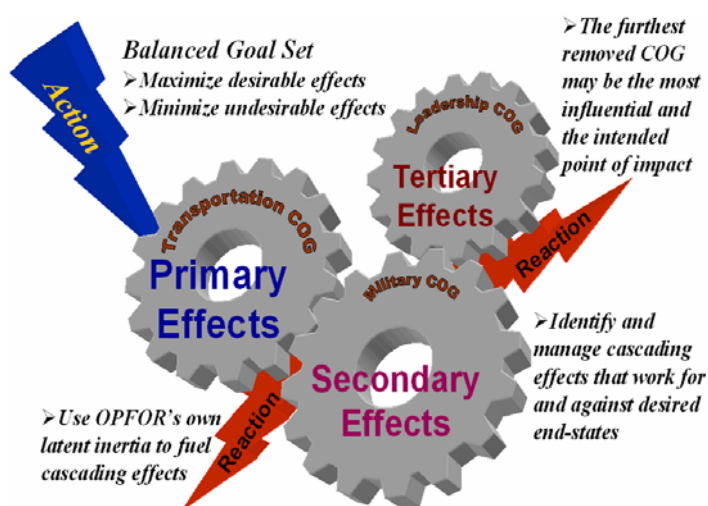 Action
Balanced Goal Set
➢Maximize desirable effects
➢Minimize undesirable effects
➢The furthest
removed COG
may be the most
influential and
the intended
point of impact
Leadership COG
Tertiary
Effects
Transportation COG
Primary
Effects
Reaction
Military COG
Secondary
Effects
➢Identify and
manage cascading
effects that work for
and against desired
end-states
➢Use OPFOR's own
latent inertia to fuel
cascading effects
Reaction